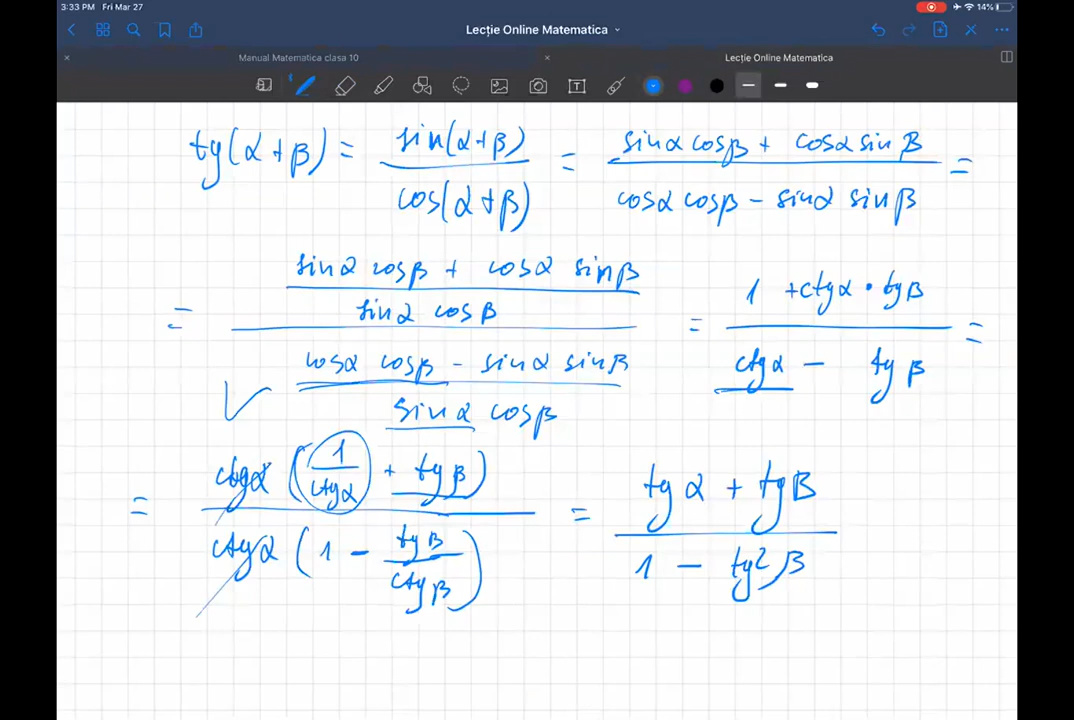 3:33 PM Fri Mar 27
14%
Lecție Online Matematica
Manual Matematica clasa 10
Lecție Online Matematica
tg(α+β) = sin(α+β) / cos(α+β) = (sinα cosβ + cosα sinβ) / (cosα cosβ - sinα sinβ) =
= ((sinα cosβ + cosα sinβ) / (sinα cosβ)) / ((cosα cosβ - sinα sinβ) / (sinα cosβ)) = (1 + ctgα · tgβ) / (ctgα - tgβ) =
= (ctgα (1/ctgα + tgβ)) / (ctgα (1 - tgβ/ctgβ)) = (tgα + tgβ) / (1 - tg²β)